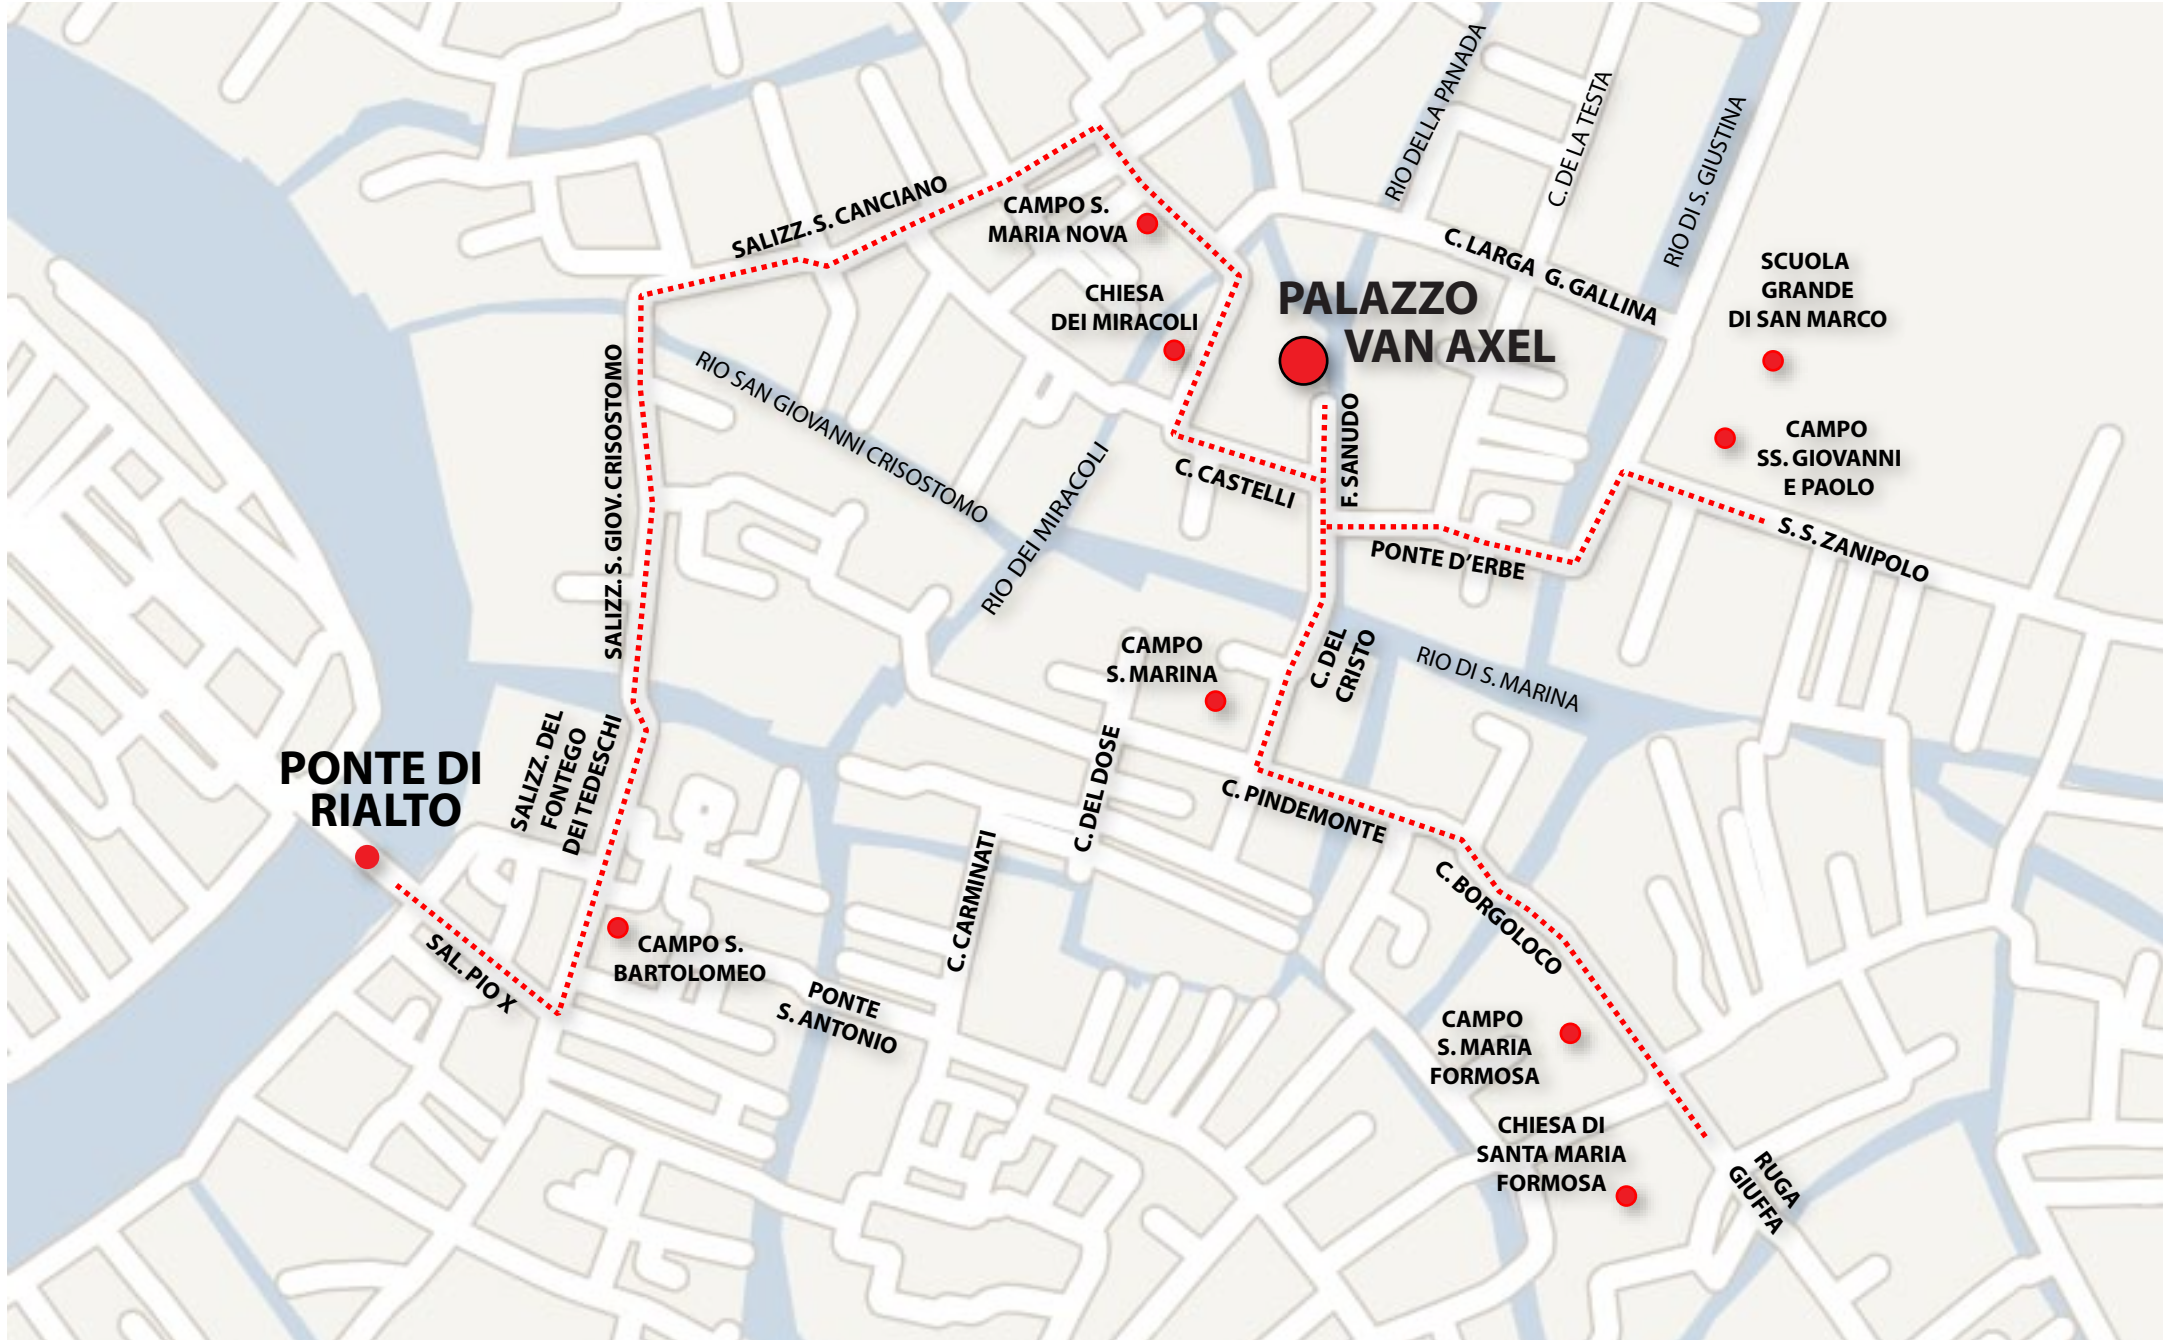 RIO DELLA PANADA
C. DE LA TESTA
RIO DI S. GIUSTINA
SALIZZ. S. CANCIANO
CAMPO S.
MARIA NOVA
C. LARGA G. GALLINA
SCUOLA
GRANDE
DI SAN MARCO
CHIESA
DEI MIRACOLI
PALAZZO
VAN AXEL
RIO SAN GIOVANNI CRISOSTOMO
SALIZZ. S. GIOV. CRISOSTOMO
F. SANUDO
CAMPO
SS. GIOVANNI
E PAOLO
C. CASTELLI
RIO DEI MIRACOLI
PONTE D'ERBE
S. S. ZANIPOLO
CAMPO
S. MARINA
C. DEL
CRISTO
RIO DI S. MARINA
PONTE DI
RIALTO
SALIZZ. DEL
FONTEGO
DEI TEDESCHI
C. DEL DOSE
C. PINDEMONTE
C. CARMINATI
C. BORGOLOCO
SAL. PIO X
CAMPO S.
BARTOLOMEO
PONTE
S. ANTONIO
CAMPO
S. MARIA
FORMOSA
CHIESA DI
SANTA MARIA
FORMOSA
RUGA
GIUFFA